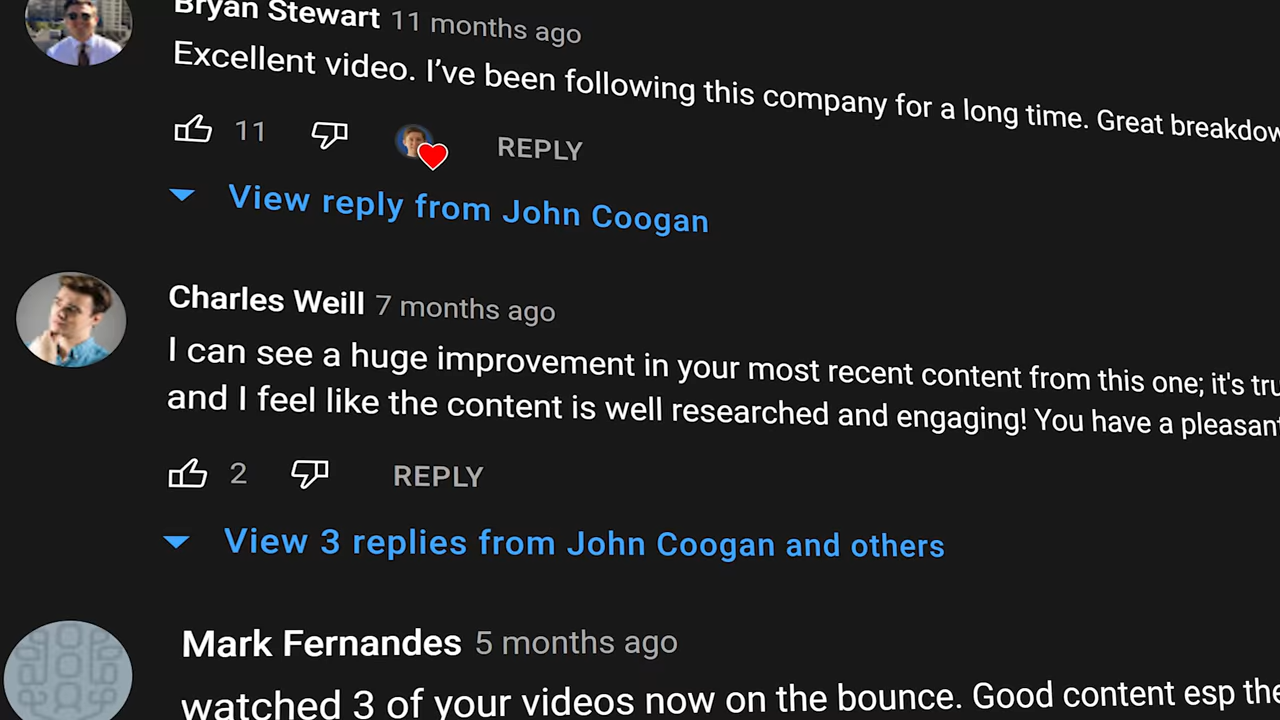 Bryan Stewart 11 months ago
Excellent video. I’ve been following this company for a long time. Great
11 REPLY
View reply from John Coogan
Charles Weill 7 months ago
I can see a huge improvement in your most recent content from this one; it's
and I feel like the content is well researched and engaging! You have a pleasant
2 REPLY
View 3 replies from John Coogan and others
Mark Fernandes 5 months ago
watched 3 of your videos now on the bounce. Good content esp